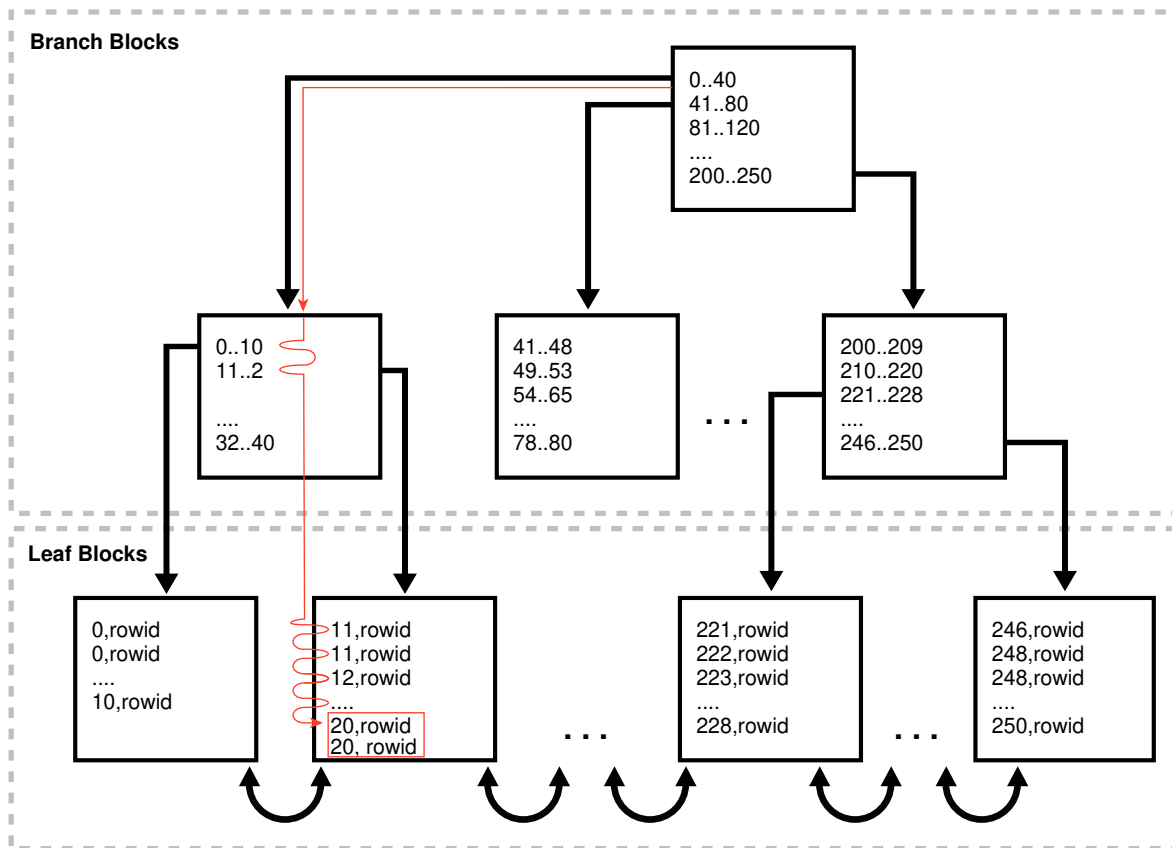 Branch Blocks
0..40
41..80
81..120
....
200..250
0..10
11..2
....
32..40
41..48
49..53
54..65
....
78..80
. . .
200..209
210..220
221..228
....
246..250
Leaf Blocks
0,rowid
0,rowid
....
10,rowid
11,rowid
11,rowid
12,rowid
....
20,rowid
20, rowid
. . .
221,rowid
222,rowid
223,rowid
....
228,rowid
. . .
246,rowid
248,rowid
248,rowid
....
250,rowid